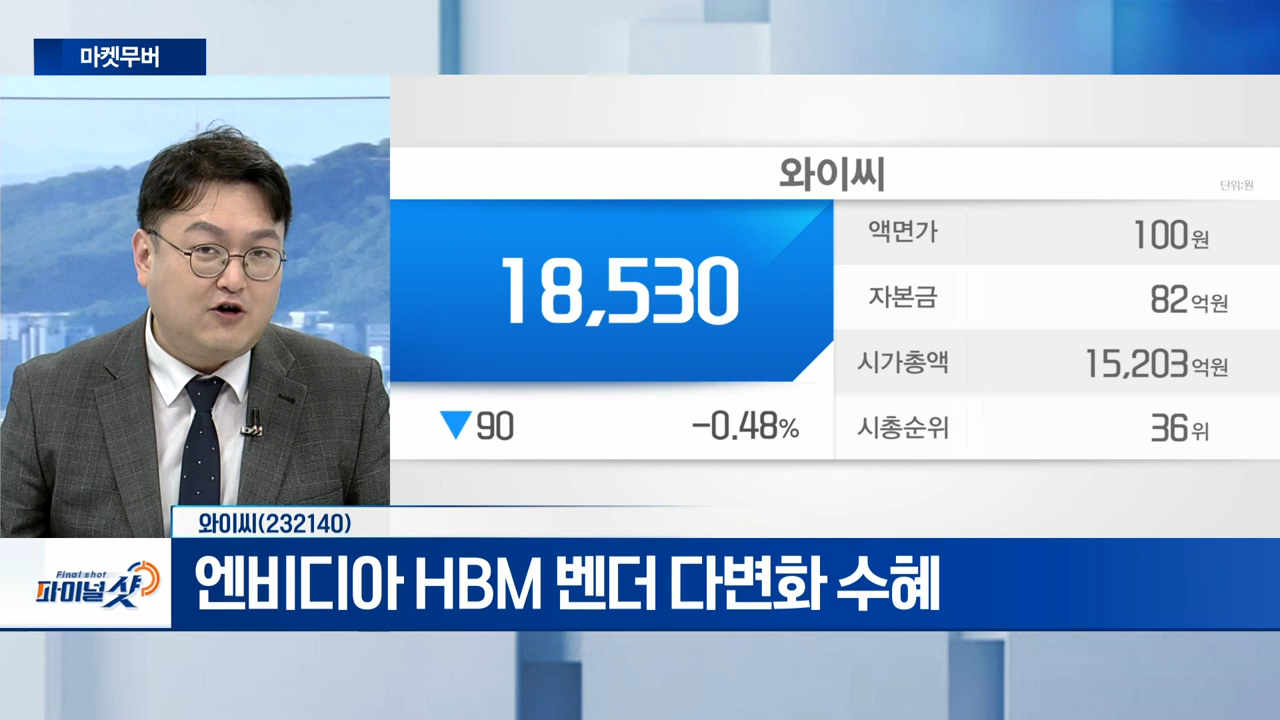 마켓무버
와이씨
단위:원
18,530
▼90 -0.48%
액면가 100원
자본금 82억원
시가총액 15,203억원
시총순위 36위
와이씨(232140)
Final shot
파이널샷
엔비디아 HBM 벤더 다변화 수혜